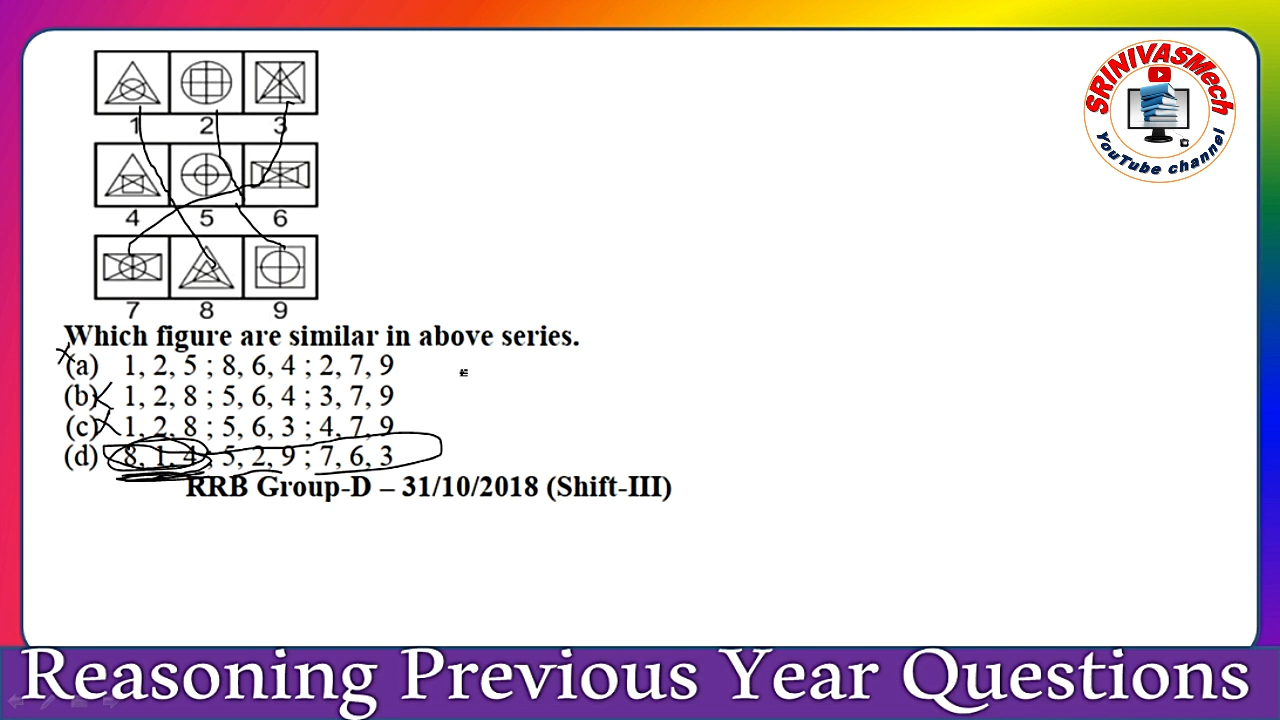 SRINIVASMech
YouTube channel
1 2 3
4 5 6
7 8 9
Which figure are similar in above series.
(a) 1, 2, 5 ; 8, 6, 4 ; 2, 7, 9
(b) 1, 2, 8 ; 5, 6, 4 ; 3, 7, 9
(c) 1, 2, 8 ; 5, 6, 3 ; 4, 7, 9
(d) 8, 1, 4 ; 5, 2, 9 ; 7, 6, 3
RRB Group-D – 31/10/2018 (Shift-III)
Reasoning Previous Year Questions